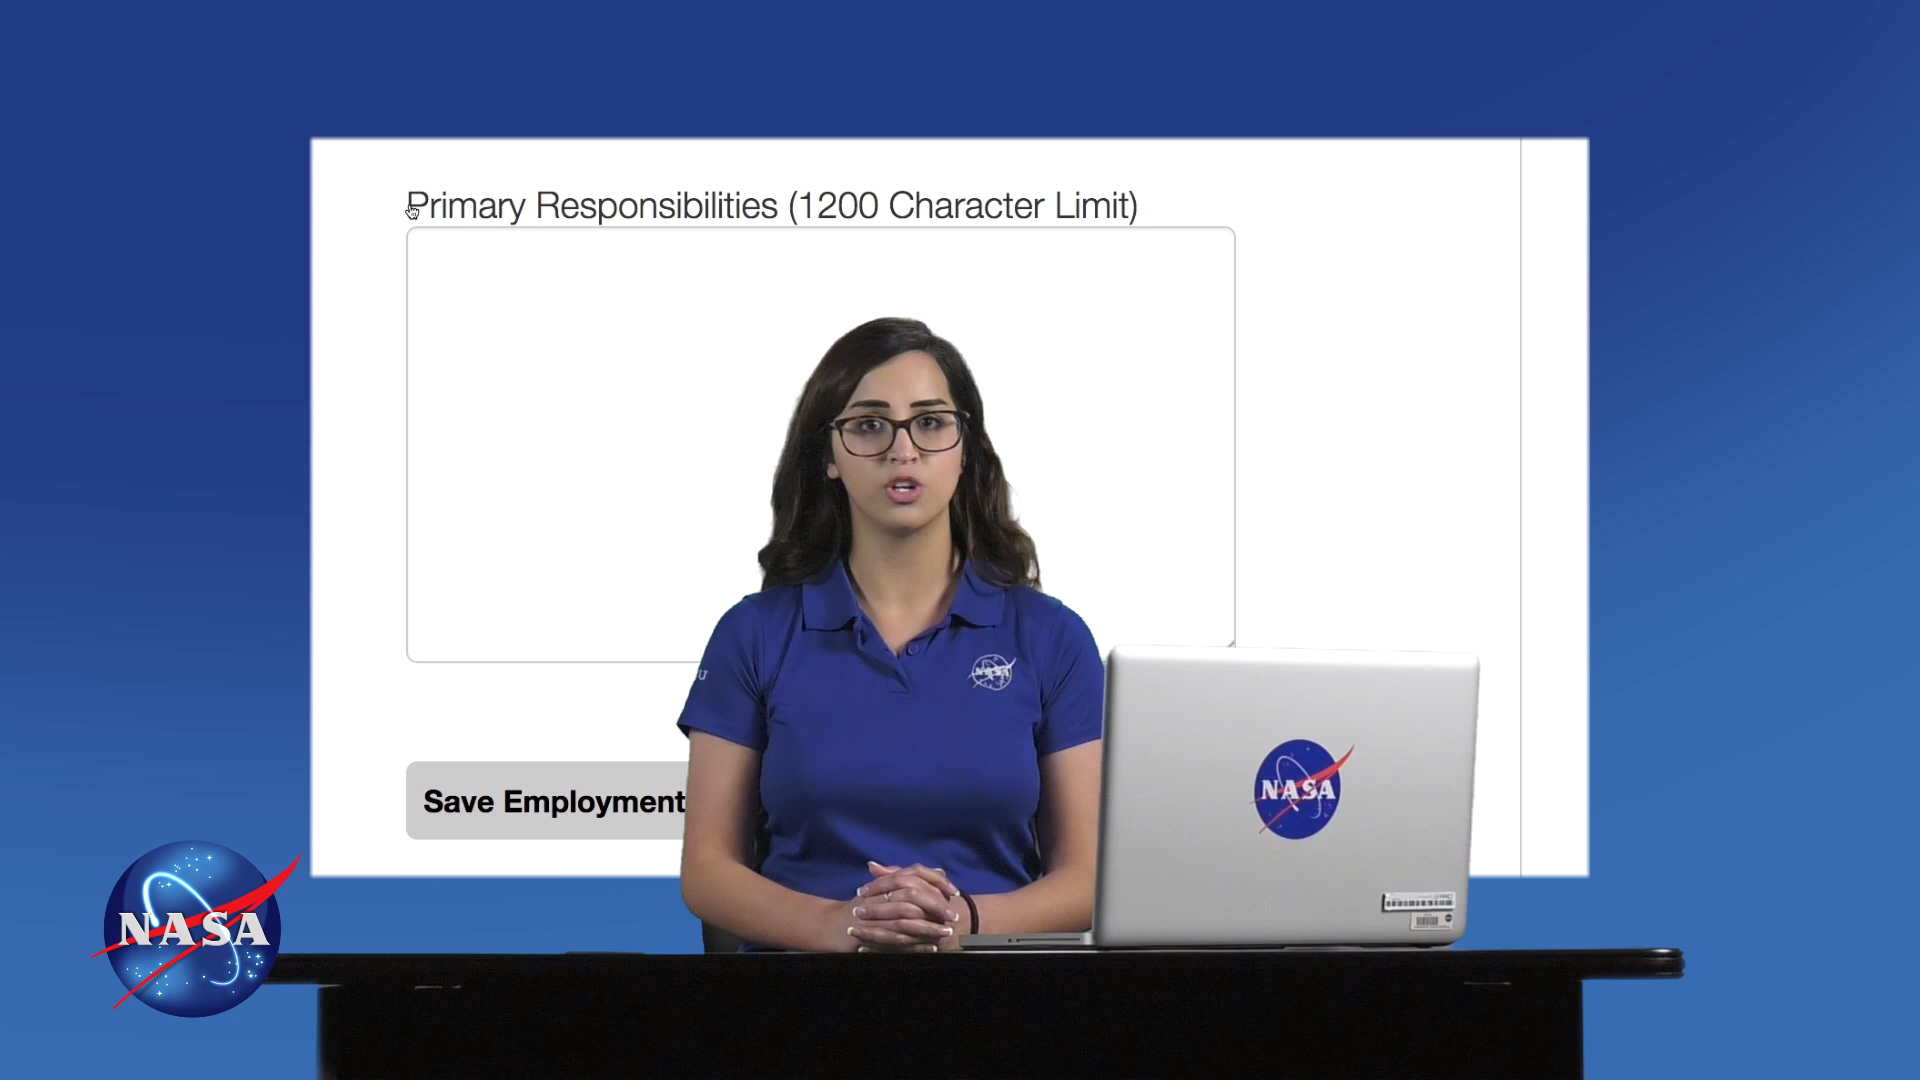 Primary Responsibilities (1200 Character Limit)
U
NASA
NASA
Save Employment
NASA